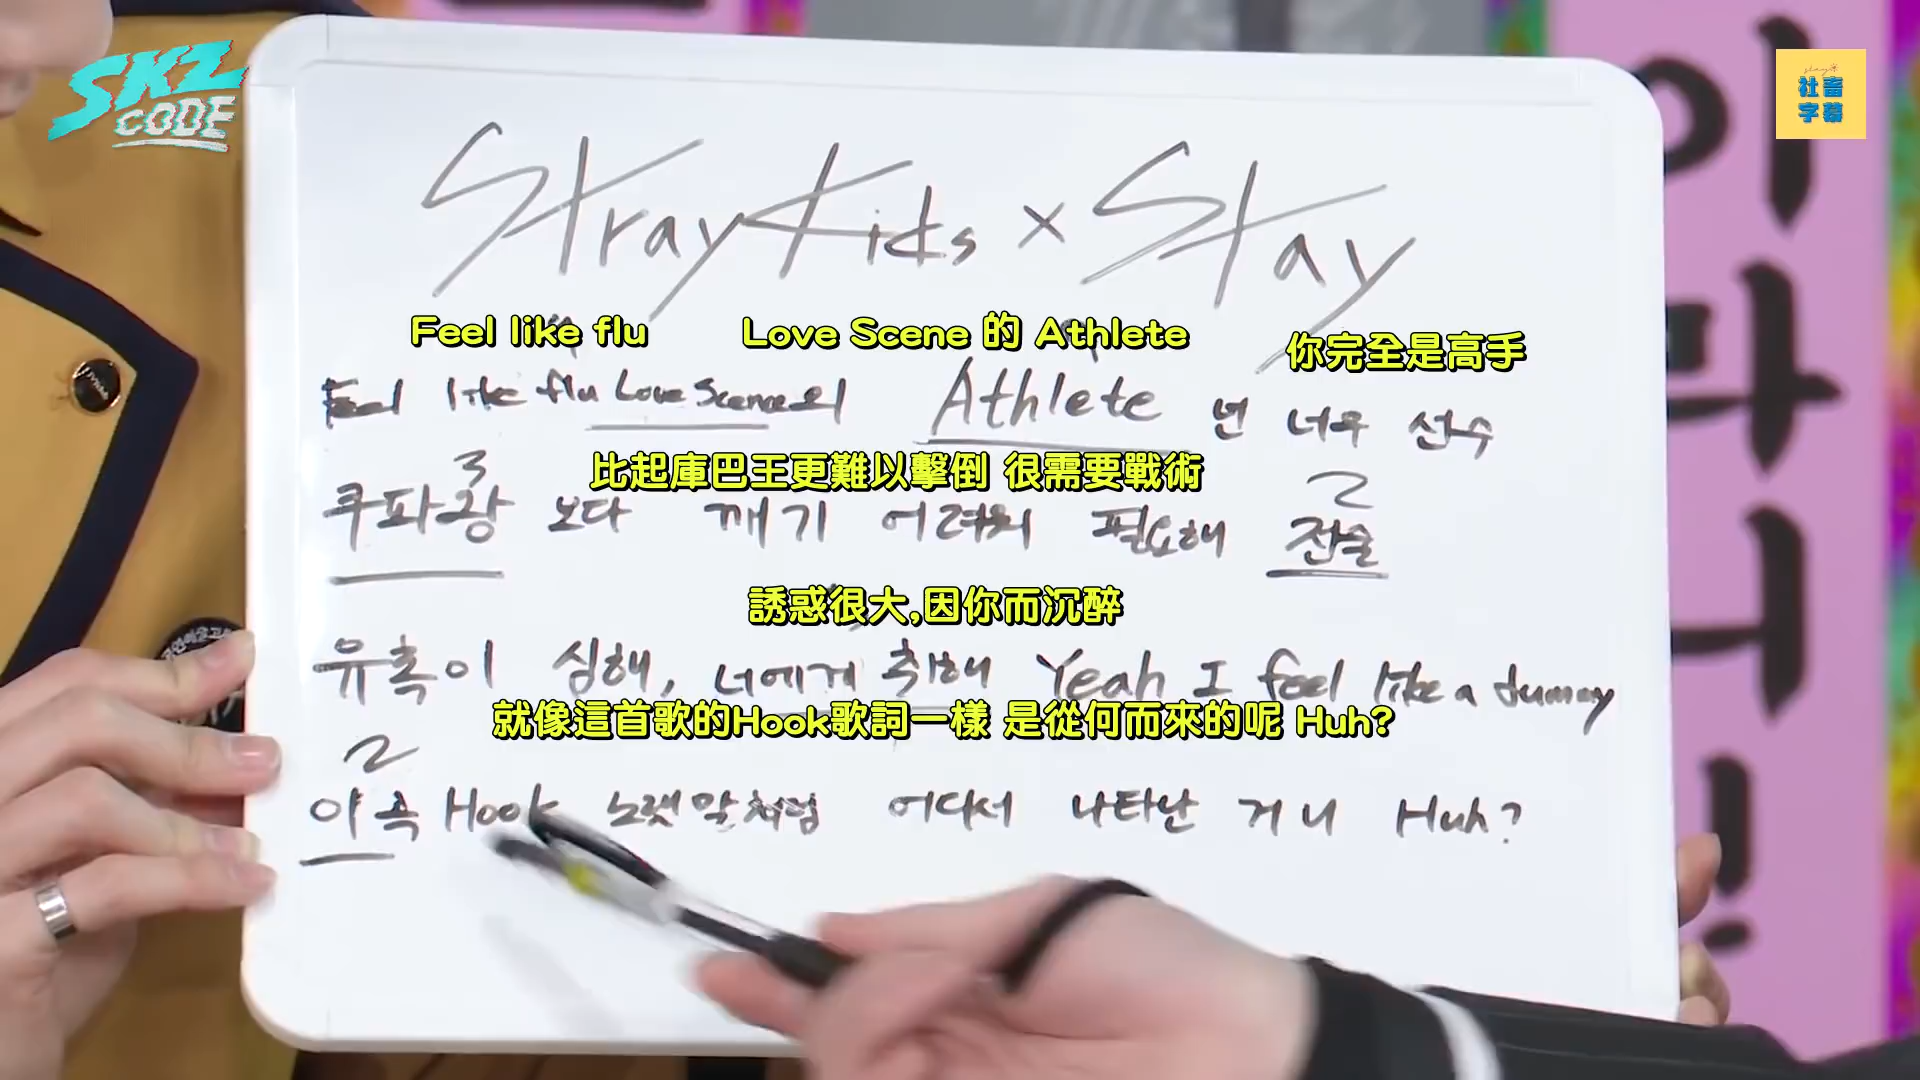 SKZ
CODE
stay
社畜
字幕
Stray Kids × Stay
Feel like flu Love Scene 的 Athlete 你完全是高手
Feel like flu Love Scene의 Athlete 넌 너무 선수
比起庫巴王更難以擊倒 很需要戰術
3 2
쿠파왕 보다 깨기 어려워 필요해 전술
誘惑很大,因你而沉醉
유혹이 심해, 너에게 취해 Yeah I feel like a dummy
就像這首歌的Hook歌詞一樣 是從何而來的呢 Huh?
2
이 곡 Hook 노랫말처럼 어디서 나타난 거니 Huh?